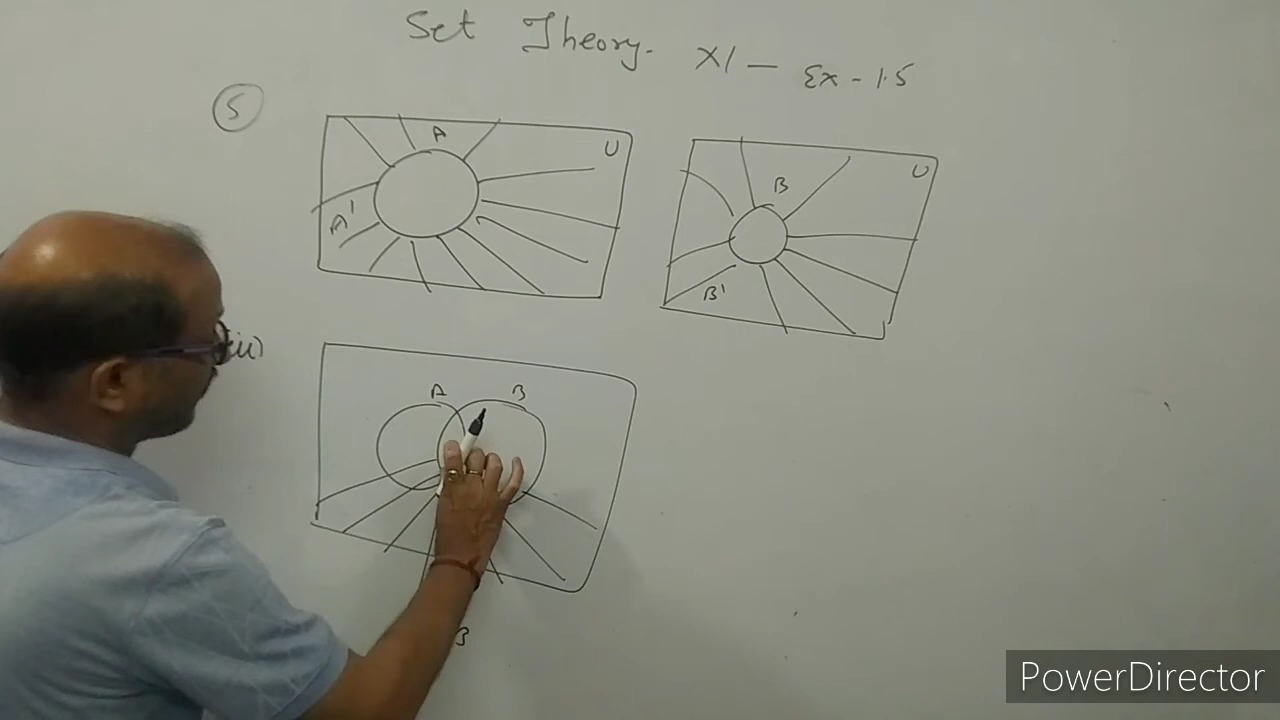 Set Theory. XI - Ex - 1.5
5
A
U
A'
B
U
B'
A B
B
PowerDirector